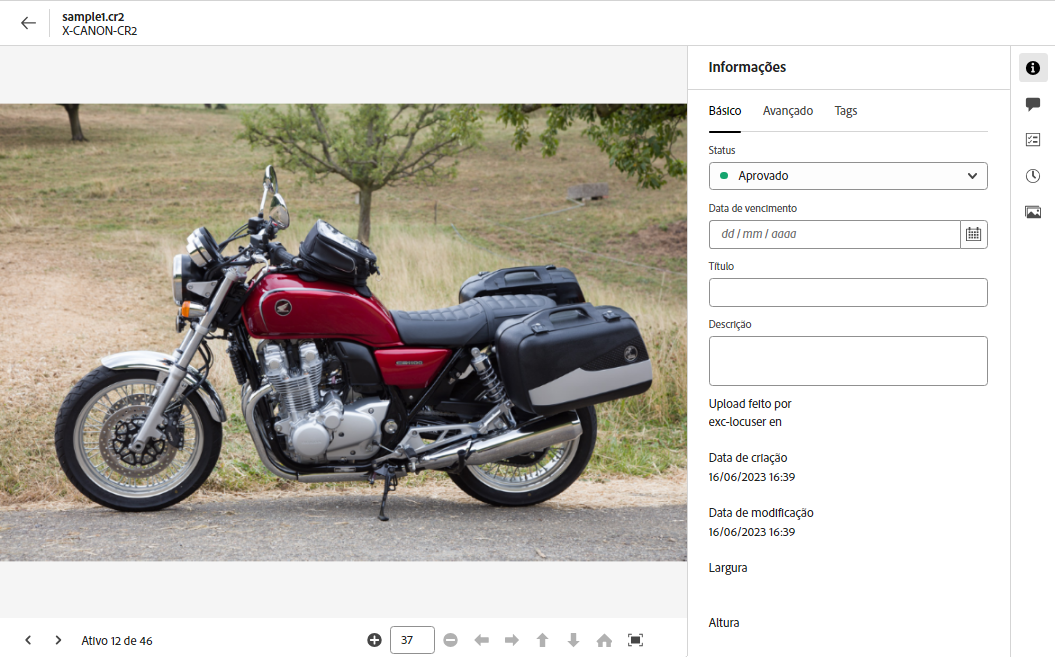 sample1.cr2
X-CANON-CR2
Informações
Básico Avançado Tags
Status
Aprovado
Data de vencimento
dd / mm / aaaa
Título
Descrição
Upload feito por
exc-locuser en
Data de criação
16/06/2023 16:39
Data de modificação
16/06/2023 16:39
Largura
Altura
Ativo 12 de 46
37